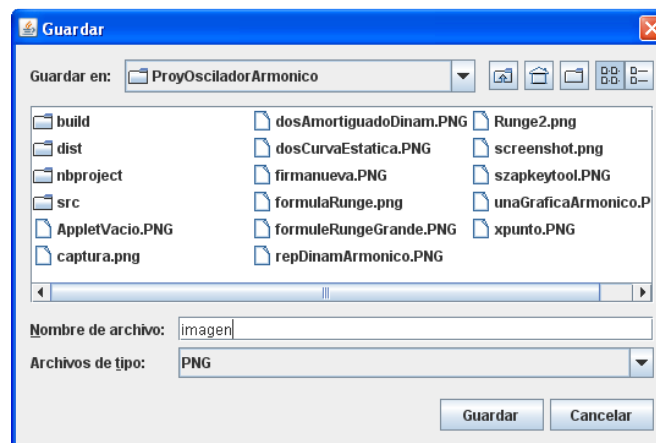 Guardar
Guardar en: ProyOsciladorArmonico
build
dist
nbproject
src
AppletVacio.PNG
captura.png
dosAmortiguadoDinam.PNG
dosCurvaEstatica.PNG
firmanueva.PNG
formulaRunge.png
formuleRungeGrande.PNG
repDinamArmonico.PNG
Runge2.png
screenshot.png
szapkeytool.PNG
unaGraficaArmonico.P
xpunto.PNG
Nombre de archivo: imagen
Archivos de tipo: PNG
Guardar Cancelar